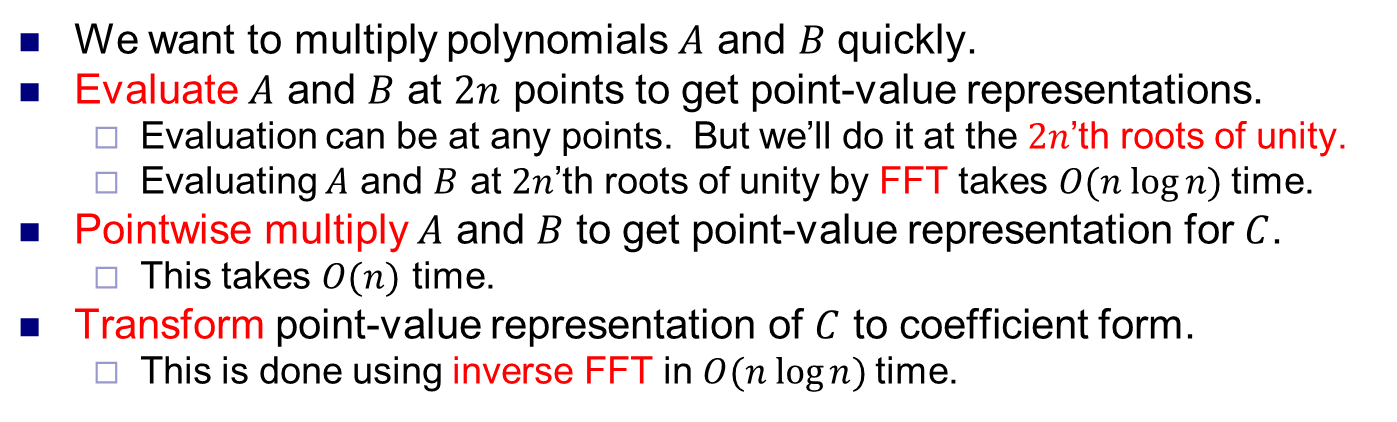 We want to multiply polynomials A and B quickly.
Evaluate A and B at 2n points to get point-value representations.
Evaluation can be at any points. But we'll do it at the 2n'th roots of unity.
Evaluating A and B at 2n'th roots of unity by FFT takes O(n log n) time.
Pointwise multiply A and B to get point-value representation for C.
This takes O(n) time.
Transform point-value representation of C to coefficient form.
This is done using inverse FFT in O(n log n) time.